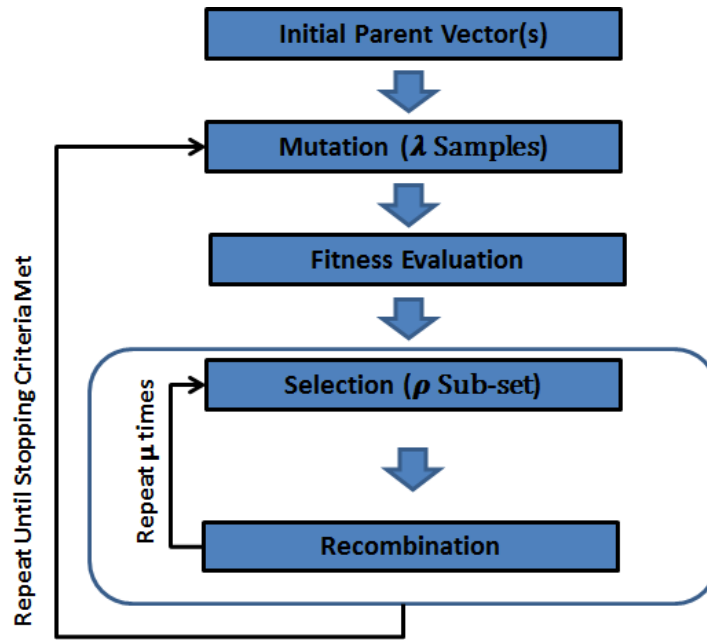 Initial Parent Vector(s)
Mutation (λ Samples)
Fitness Evaluation
Selection (ρ Sub-set)
Recombination
Repeat μ times
Repeat Until Stopping Criteria Met